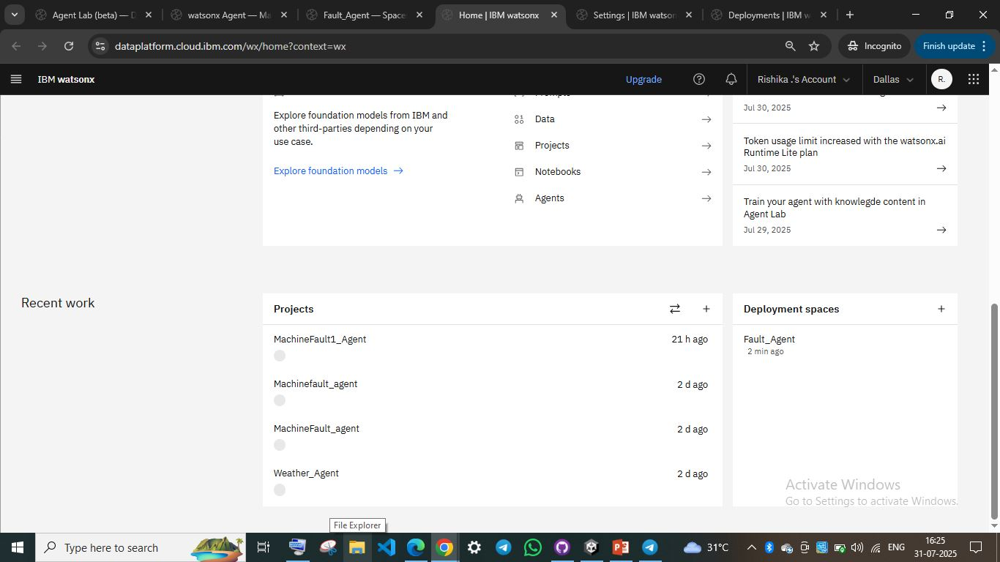 Agent Lab (beta) — D
watsonx Agent — Ma
Fault_Agent — Space
Home | IBM watsonx
Settings | IBM watson
Deployments | IBM w
dataplatform.cloud.ibm.com/wx/home?context=wx
Incognito
Finish update
IBM watsonx
Upgrade
Rishika .'s Account
Dallas
R.
Prompts
Explore foundation models from IBM and
other third-parties depending on your
use case.
Explore foundation models
Data
Projects
Notebooks
Agents
Jul 30, 2025
Token usage limit increased with the watsonx.ai
Runtime Lite plan
Jul 30, 2025
Train your agent with knowlegde content in
Agent Lab
Jul 29, 2025
Recent work
Projects
MachineFault1_Agent
21 h ago
Machinefault_agent
2 d ago
MachineFault_agent
2 d ago
Weather_Agent
2 d ago
Deployment spaces
Fault_Agent
2 min ago
Activate Windows
Go to Settings to activate Windows.
File Explorer
Type here to search
31°C
ENG
16:25
31-07-2025